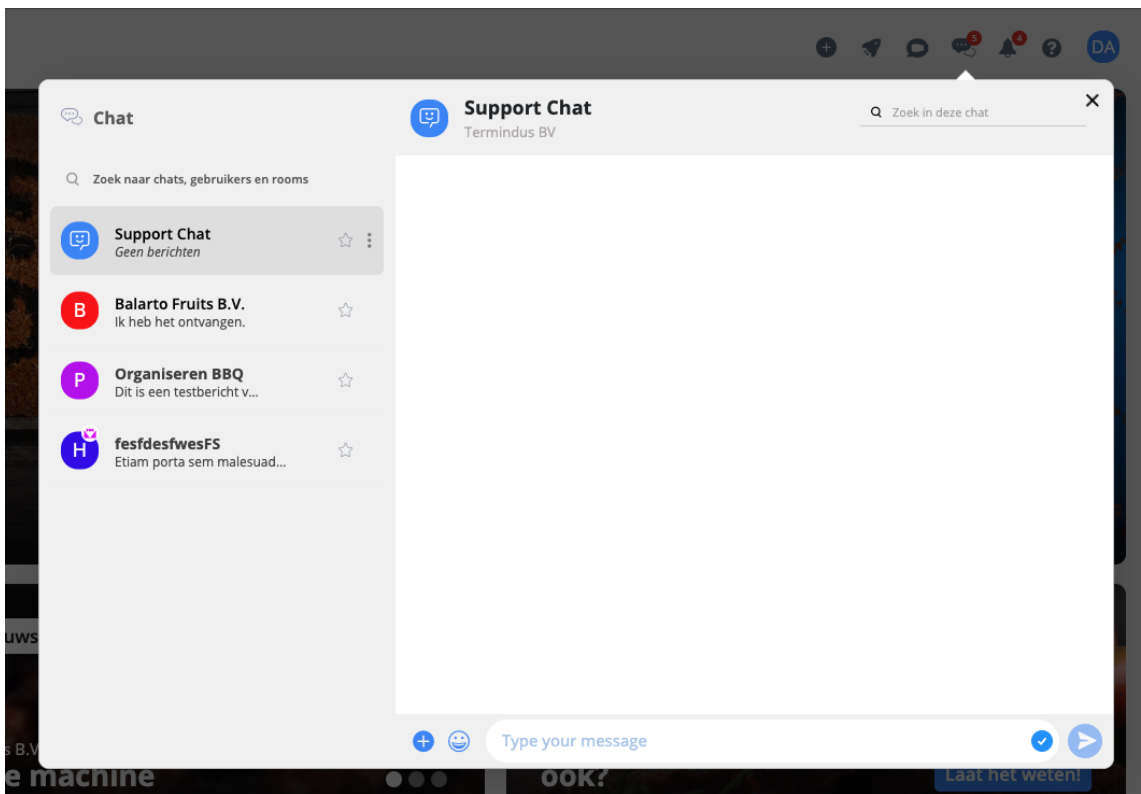 5
4
DA
Chat
Zoek naar chats, gebruikers en rooms
Support Chat
Geen berichten
B
Balarto Fruits B.V.
Ik heb het ontvangen.
P
Organiseren BBQ
Dit is een testbericht v...
H
fesfdesfwesFS
Etiam porta sem malesuad...
Support Chat
Termindus BV
Zoek in deze chat
Type your message
uws
s B.V
e machine
ook?
Laat het weten!